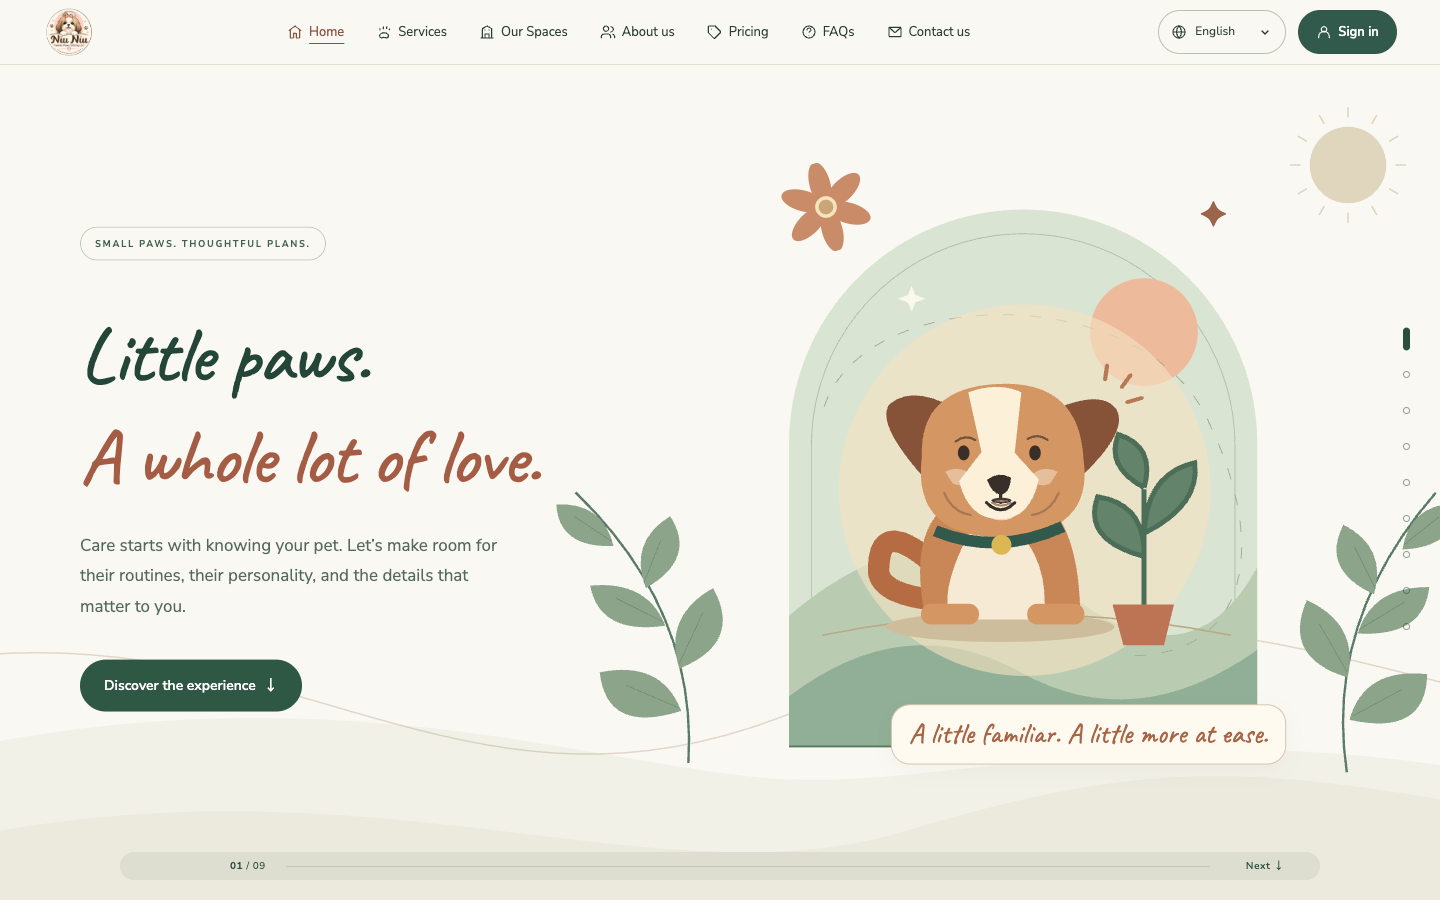 Niu Niu
Home
Services
Our Spaces
About us
Pricing
FAQs
Contact us
English
Sign in
SMALL PAWS. THOUGHTFUL PLANS.
Little paws.
A whole lot of love.
Care starts with knowing your pet. Let’s make room for
their routines, their personality, and the details that
matter to you.
Discover the experience ↓
A little familiar. A little more at ease.
01 / 09
Next ↓